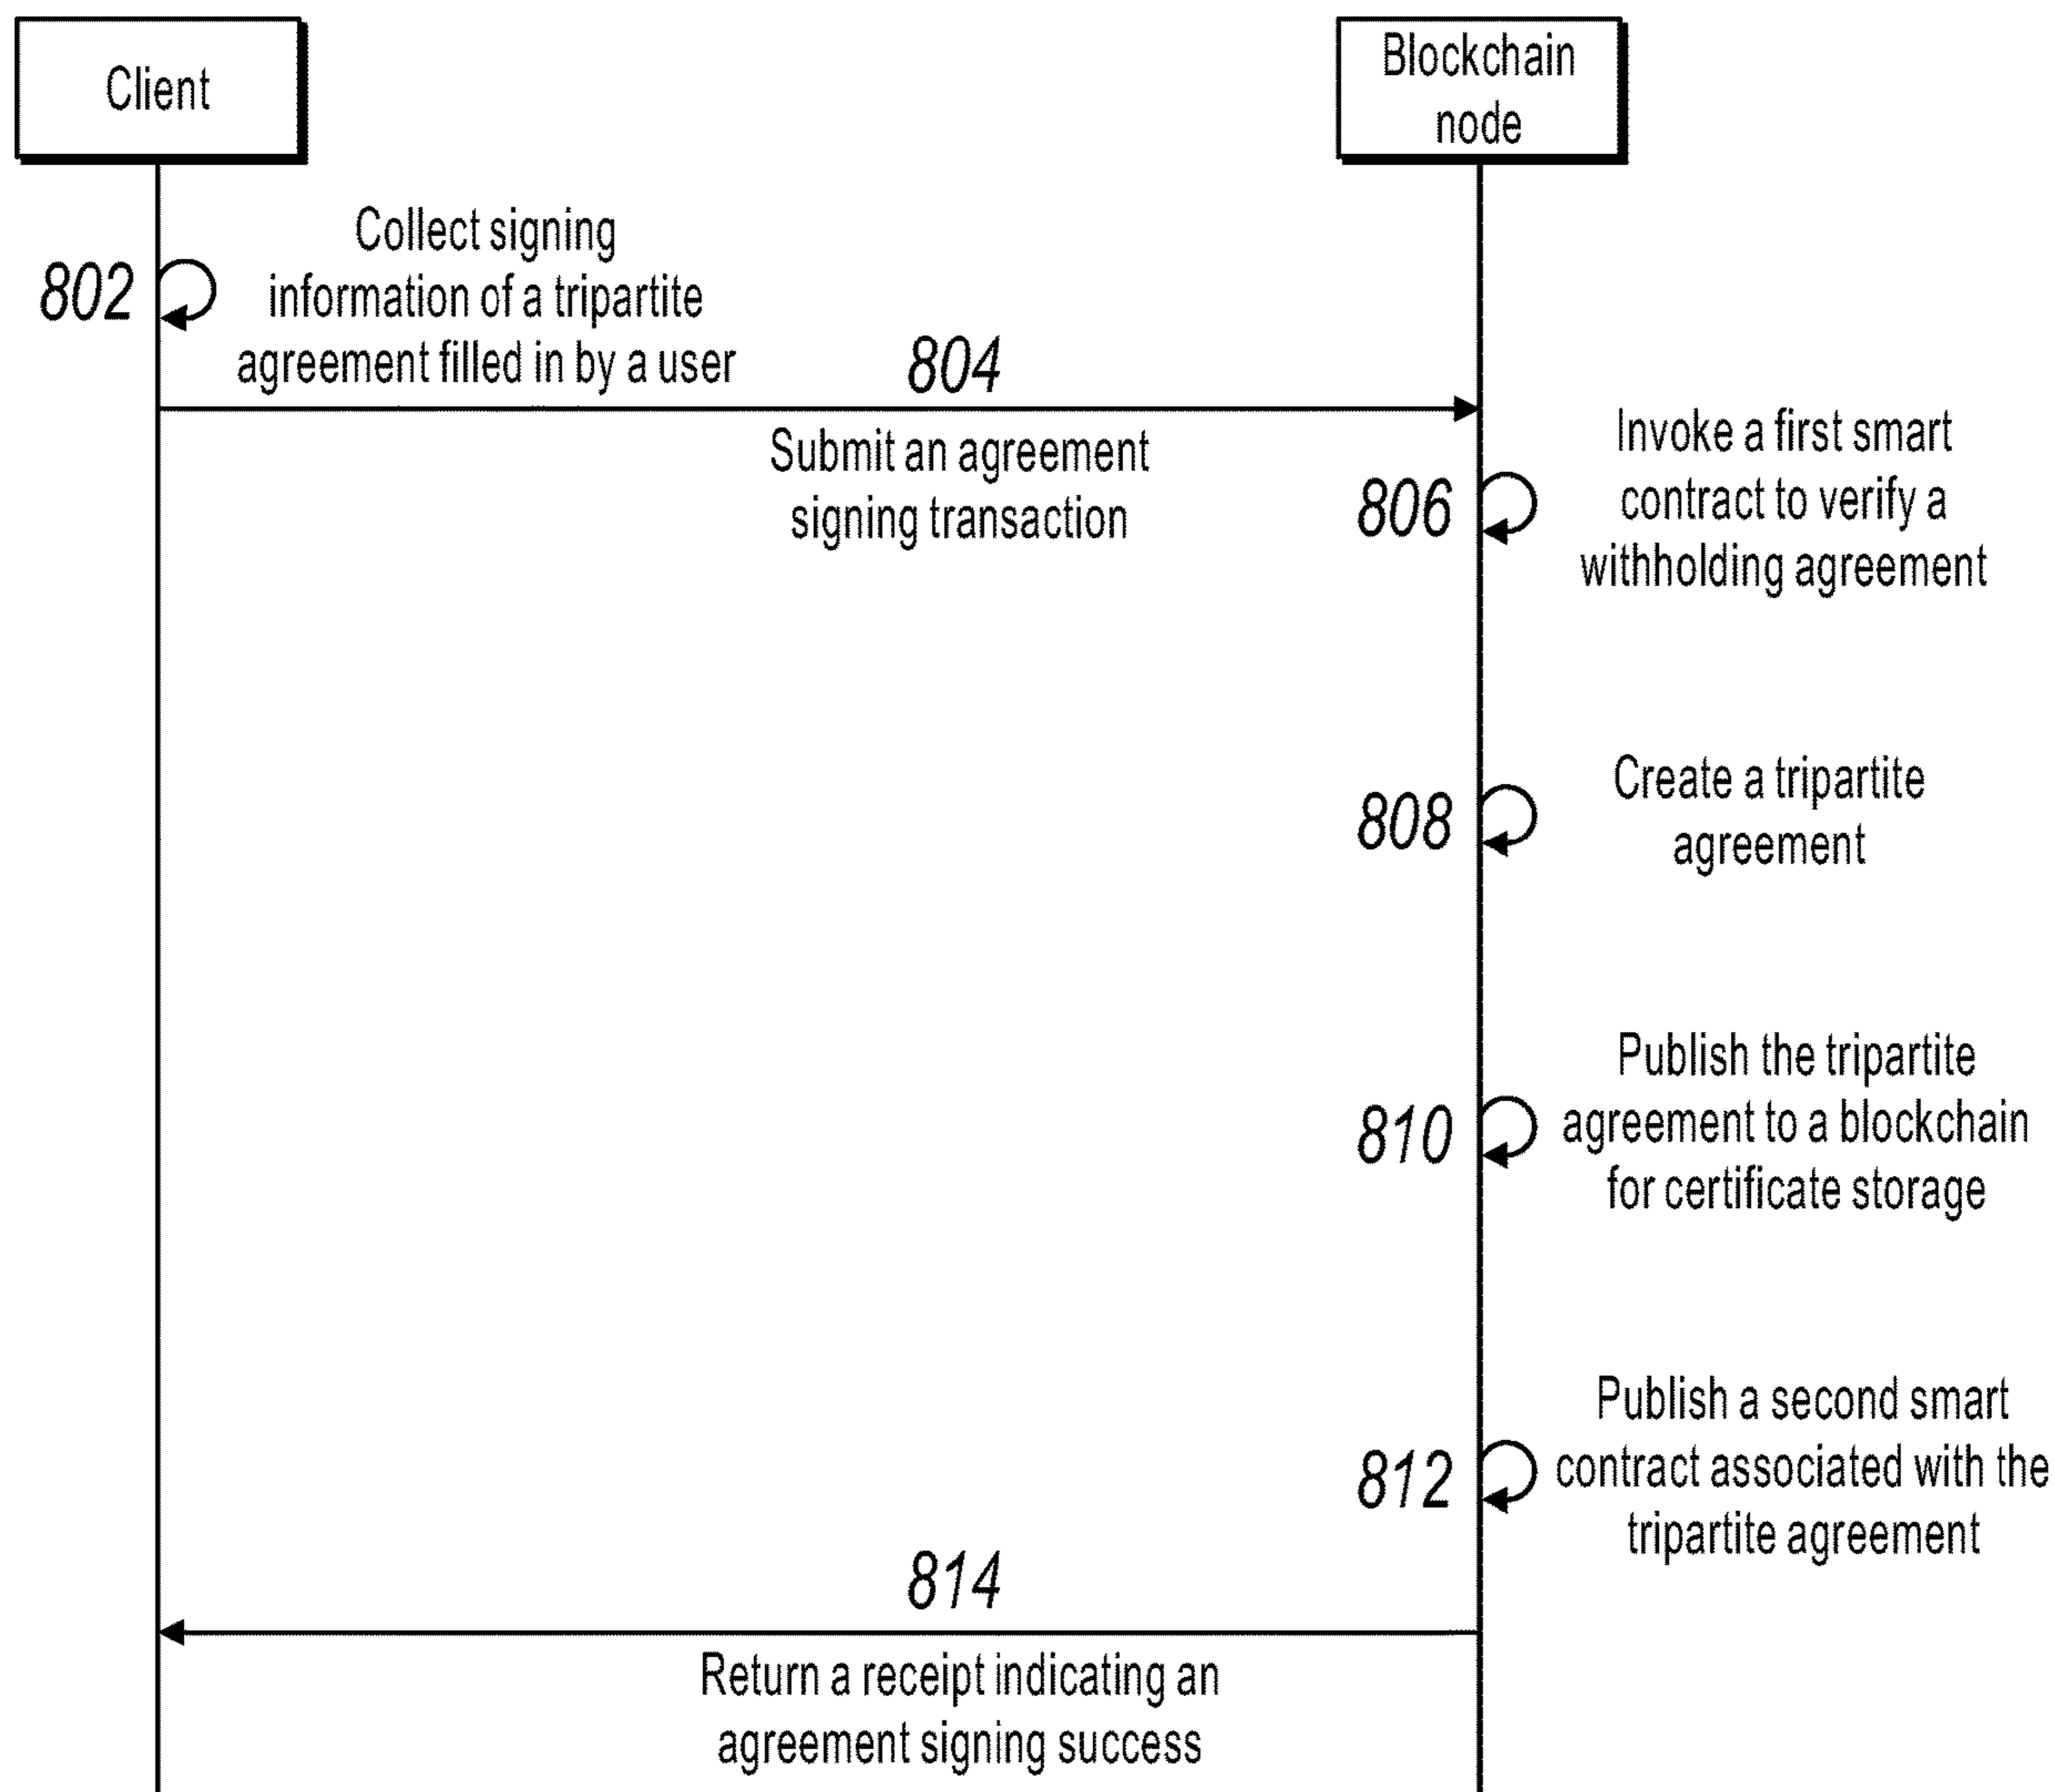 Client
Blockchain
node
Collect signing
information of a tripartite
agreement filled in by a user
802
804
Submit an agreement
signing transaction
Invoke a first smart
contract to verify a
withholding agreement
806
Create a tripartite
agreement
808
Publish the tripartite
agreement to a blockchain
for certificate storage
810
Publish a second smart
contract associated with the
tripartite agreement
812
814
Return a receipt indicating an
agreement signing success